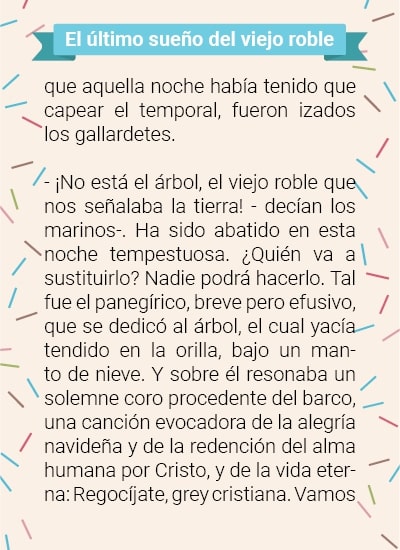 El último sueño del viejo roble
que aquella noche había tenido que
capear el temporal, fueron izados
los gallardetes.
- ¡No está el árbol, el viejo roble que
nos señalaba la tierra! - decían los
marinos-. Ha sido abatido en esta
noche tempestuosa. ¿Quién va a
sustituirlo? Nadie podrá hacerlo. Tal
fue el panegírico, breve pero efusivo,
que se dedicó al árbol, el cual yacía
tendido en la orilla, bajo un man-
to de nieve. Y sobre él resonaba un
solemne coro procedente del barco,
una canción evocadora de la alegría
navideña y de la redención del alma
humana por Cristo, y de la vida eter-
na: Regocíjate, grey cristiana. Vamos